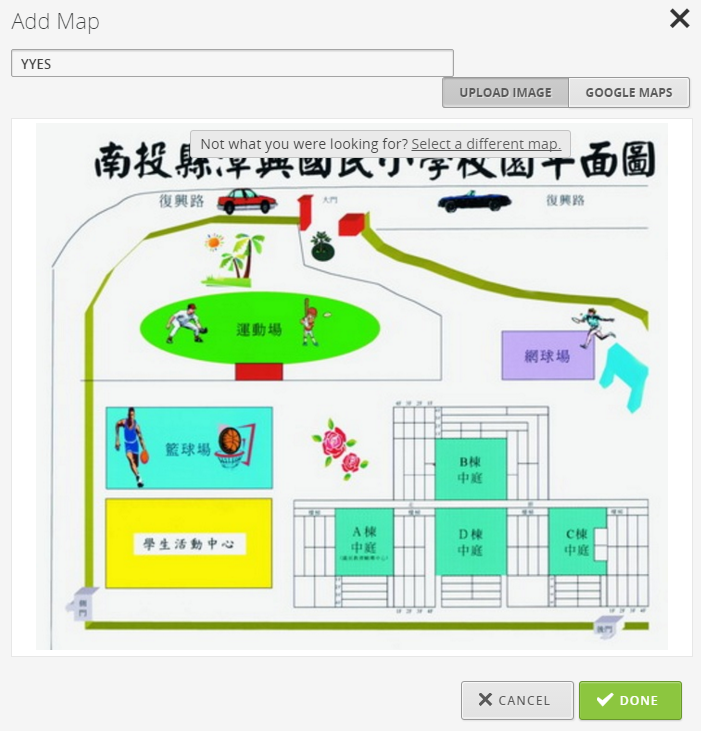 Add Map
YYES
UPLOAD IMAGE
GOOGLE MAPS
Not what you were looking for? Select a different map.
南投縣漳興國民小學校園平面圖
復興路
大門
復興路
運動場
網球場
籃球場
B棟
中庭
A棟
中庭
D棟
中庭
C棟
中庭
學生活動中心
側門
後門
CANCEL
DONE